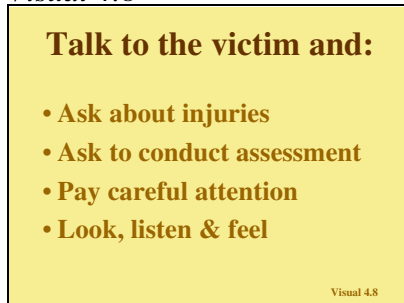 Talk to the victim and:
• Ask about injuries
• Ask to conduct assessment
• Pay careful attention
• Look, listen & feel
Visual 4.8